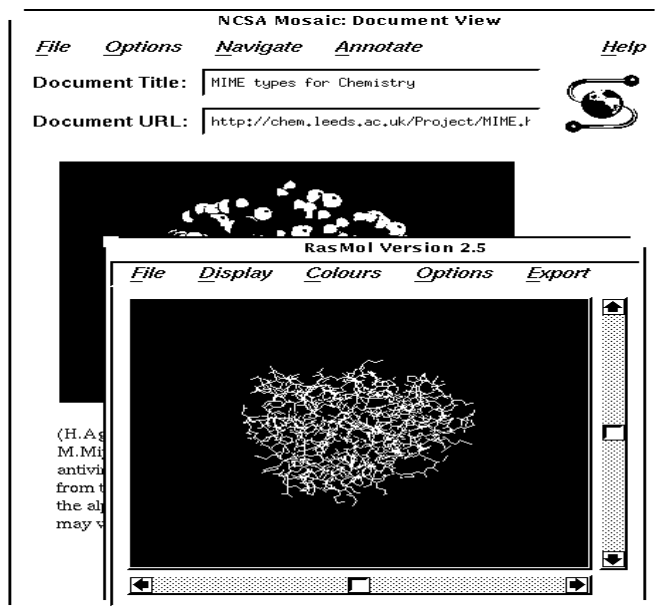 NCSA Mosaic: Document View
File Options Navigate Annotate Help
Document Title: MIME types for Chemistry
Document URL: http://chem.leeds.ac.uk/Project/MIME.h
RasMol Version 2.5
File Display Colours Options Export
(H.Ag
M.Mi
antivi
from t
the al
may v